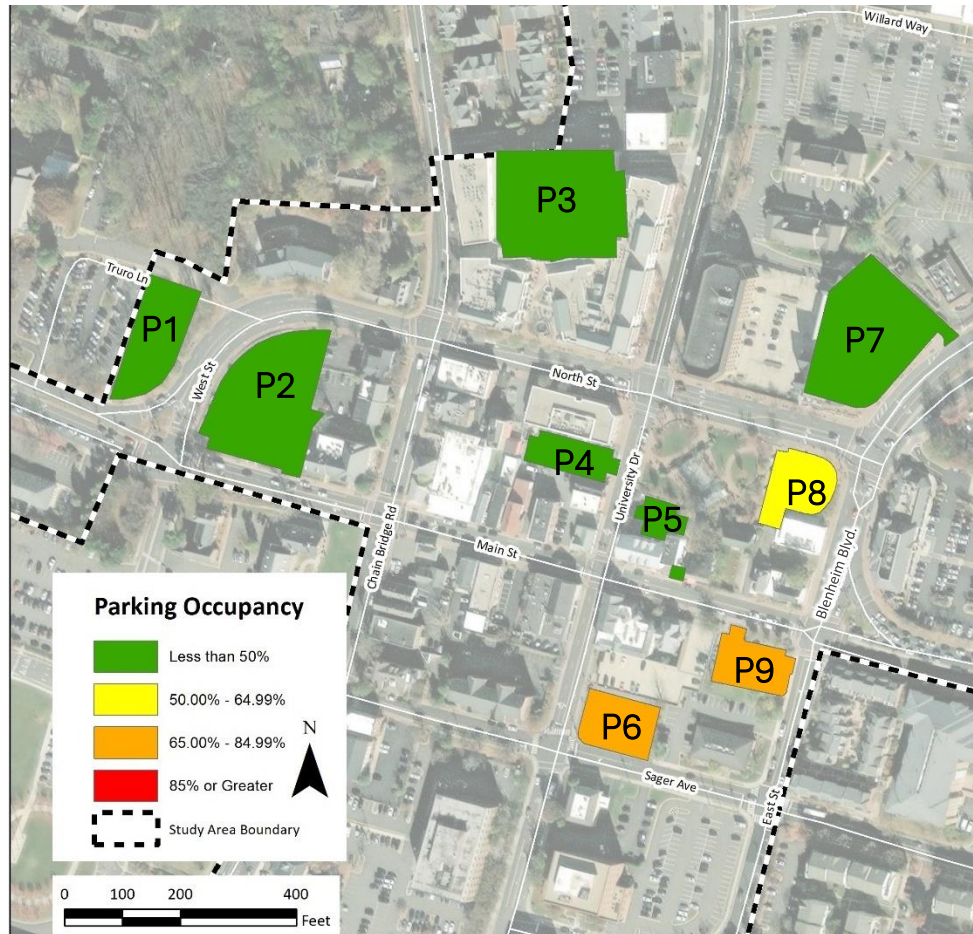 Willard Way
P3
Truro Ln
P1
P7
West St
P2
North St
P4
University Dr
P8
P5
Chain Bridge Rd
Main St
Blenheim Blvd.
P9
P6
Sager Ave
East St
Parking Occupancy
Less than 50%
50.00% - 64.99%
65.00% - 84.99%
85% or Greater
Study Area Boundary
N
0 100 200 400
Feet